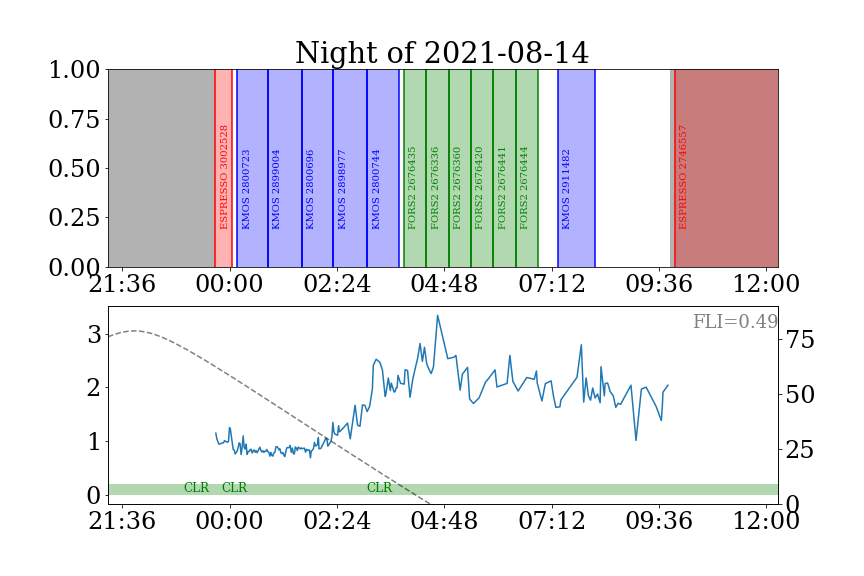 Night of 2021-08-14
1.00
0.75
0.50
0.25
0.00
ESPRESSO 3002528
KMOS 2800723
KMOS 2899004
KMOS 2800696
KMOS 2898977
KMOS 2800744
FORS2 2676435
FORS2 2676336
FORS2 2676360
FORS2 2676420
FORS2 2676441
FORS2 2676444
KMOS 2911482
ESPRESSO 2746557
21:36 00:00 02:24 04:48 07:12 09:36 12:00
FLI=0.49
3
2
1
0
75
50
25
0
CLR CLR CLR
21:36 00:00 02:24 04:48 07:12 09:36 12:00